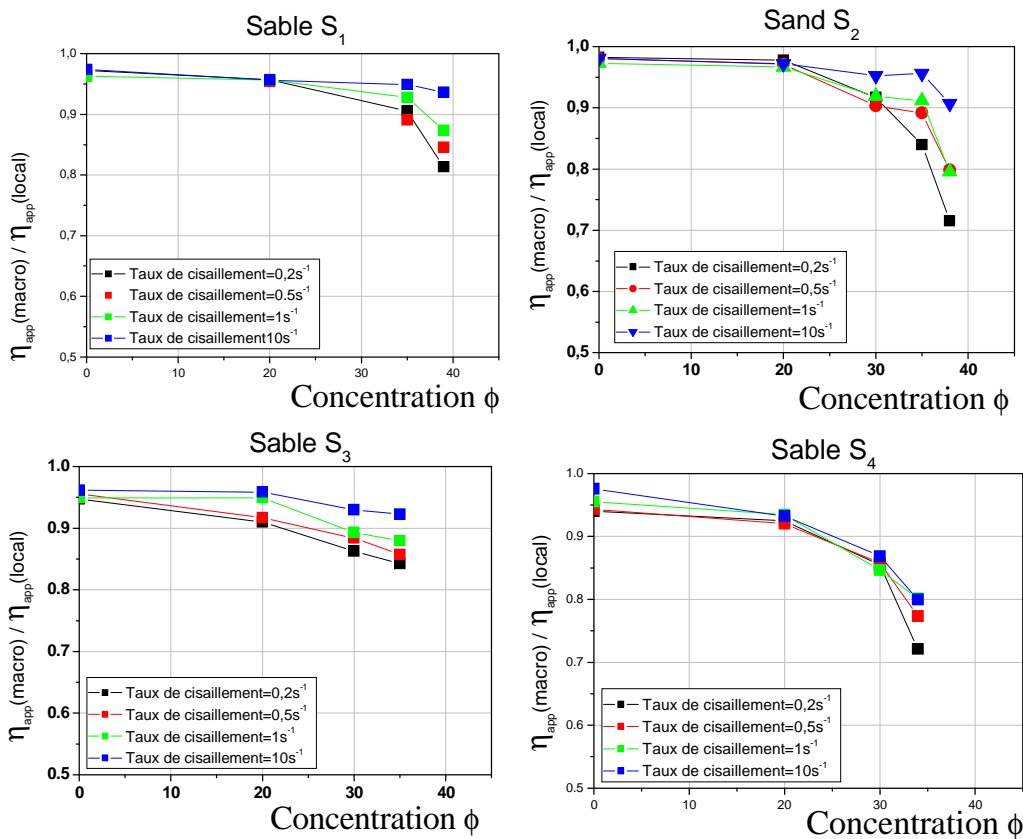 Sable S1
1,0
0,9
0,8
0,7
0,6
0,5
0 10 20 30 40
ηapp(macro) / ηapp(local)
Taux de cisaillement=0,2s-1
Taux de cisaillement=0.5s-1
Taux de cisaillement=1s-1
Taux de cisaillement10s-1
Concentration ϕ
Sand S2
1,0
0,9
0,8
0,7
0,6
0,5
0 10 20 30 40
ηapp(macro) / ηapp(local)
Taux de cisaillement=0,2s-1
Taux de cisaillement=0,5s-1
Taux de cisaillement=1s-1
Taux de cisaillement=10s-1
Concentration ϕ
Sable S3
1.0
0.9
0.8
0.7
0.6
0.5
0 10 20 30 40
ηapp(macro) / ηapp(local)
Taux de cisaillement=0,2s-1
Taux de cisaillement=0,5s-1
Taux de cisaillement=1s-1
Taux de cisaillement=10s-1
Concentration ϕ
Sable S4
1.0
0.9
0.8
0.7
0.6
0.5
0 10 20 30 40
ηapp(macro) / ηapp(local)
Taux de cisaillement=0,2s-1
Taux de cisaillement=0,5s-1
Taux de cisaillement=1s-1
Taux de cisaillement=10s-1
Concentration ϕ